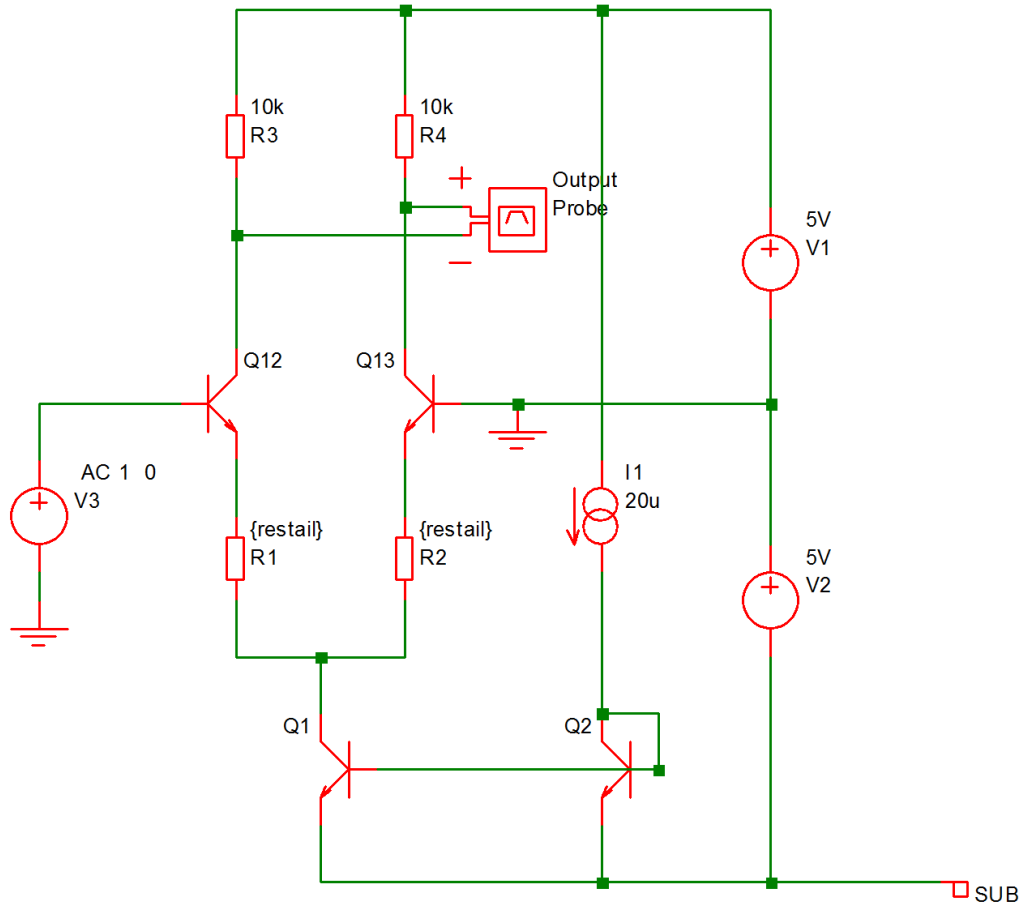 10k
R3
10k
R4
Output
Probe
5V
V1
Q12
Q13
AC 1 0
V3
I1
20u
{restail}
R1
{restail}
R2
5V
V2
Q1
Q2
SUB